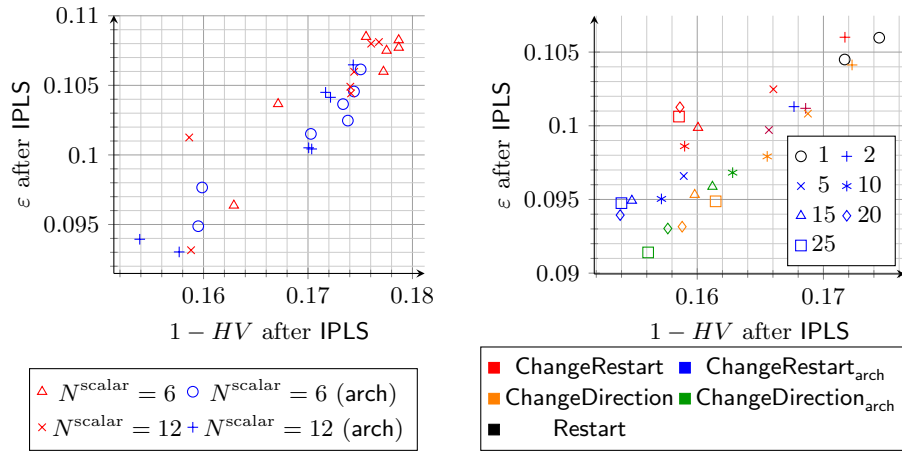 0.11
0.105
0.1
0.095
0.16 0.17 0.18
ε after IPLS
1 − HV after IPLS
N^scalar = 6 N^scalar = 6 (arch)
N^scalar = 12 N^scalar = 12 (arch)
0.105
0.1
0.095
0.09
0.16 0.17
ε after IPLS
1 − HV after IPLS
1 2
5 10
15 20
25
ChangeRestart ChangeRestart_arch
ChangeDirection ChangeDirection_arch
Restart